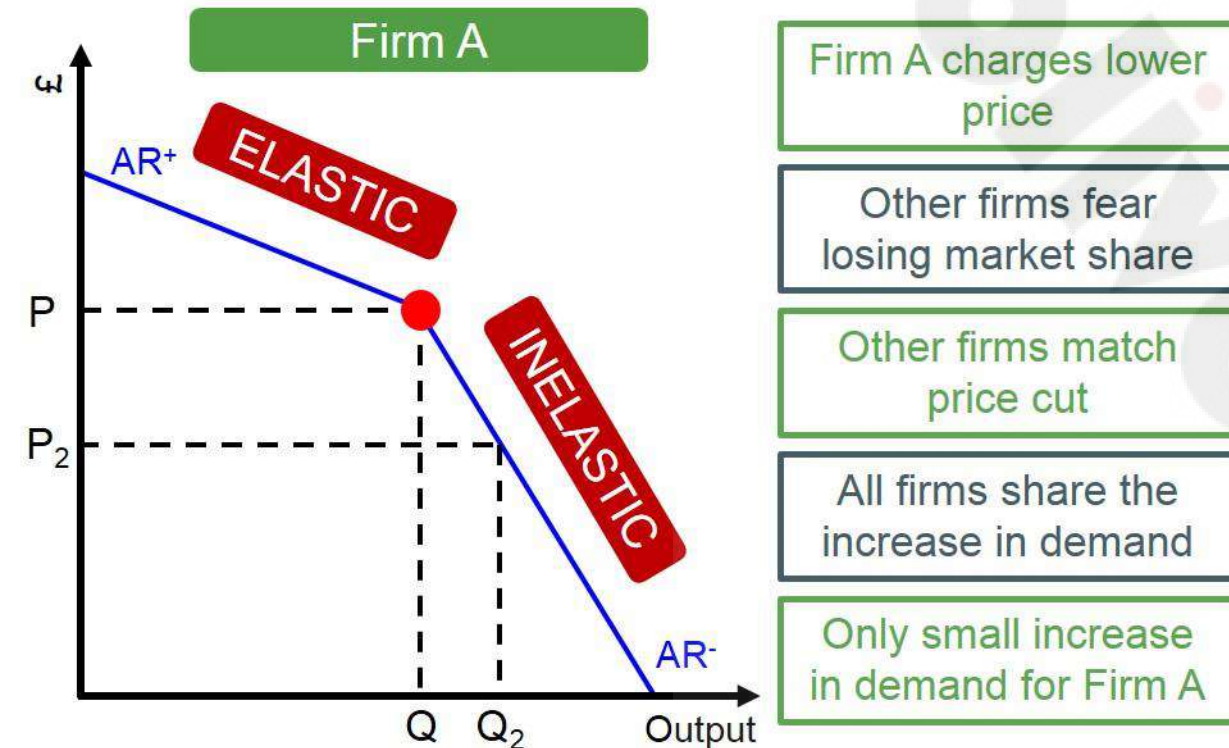 Firm A
£
AR⁺
ELASTIC
P
INELASTIC
P₂
AR⁻
Q
Q₂
Output
Firm A charges lower
price
Other firms fear
losing market share
Other firms match
price cut
All firms share the
increase in demand
Only small increase
in demand for Firm A